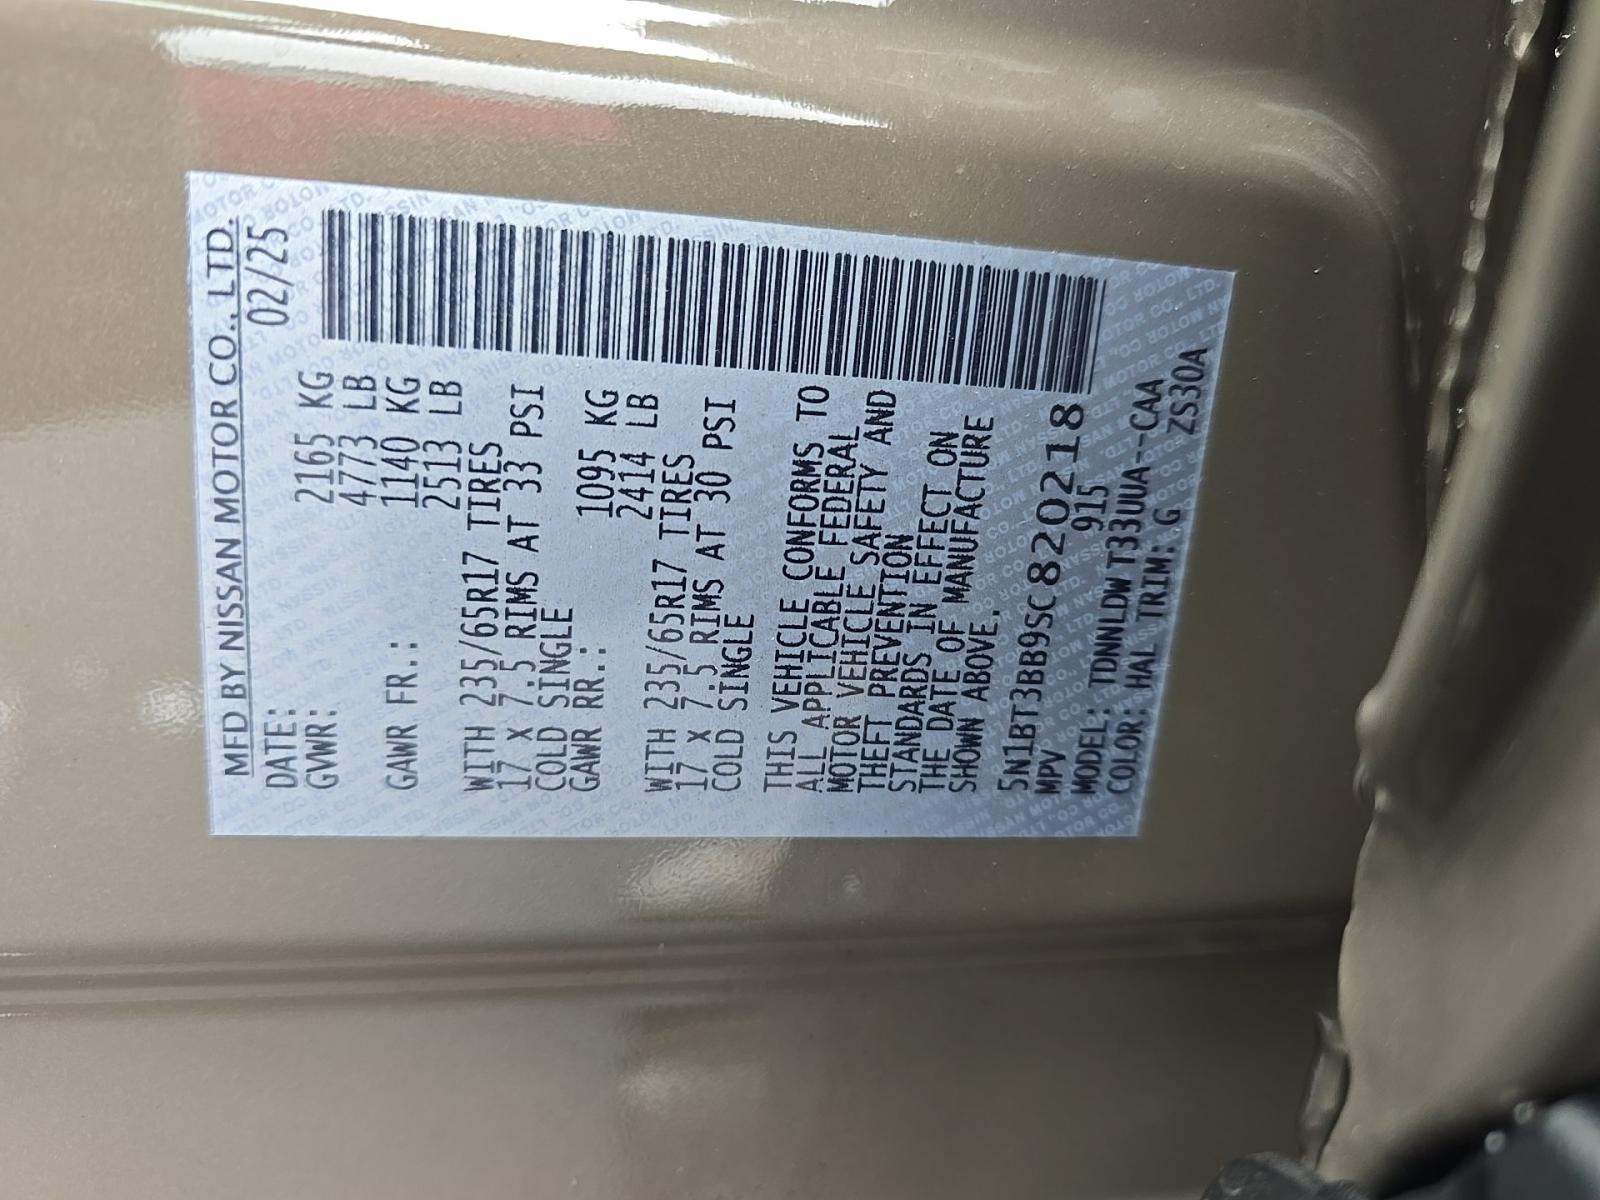 MFD BY NISSAN MOTOR CO., LTD.
DATE: 02/25
GVWR: 2165 KG
4773 LB
GAWR FR.: 1140 KG
2513 LB
WITH 235/65R17 TIRES
17 X 7.5 RIMS AT 33 PSI
COLD SINGLE
GAWR RR.: 1095 KG
2414 LB
WITH 235/65R17 TIRES
17 X 7.5 RIMS AT 30 PSI
COLD SINGLE
THIS VEHICLE CONFORMS TO
ALL APPLICABLE FEDERAL
MOTOR VEHICLE SAFETY AND
THEFT PREVENTION
STANDARDS IN EFFECT ON
THE DATE OF MANUFACTURE
SHOWN ABOVE.
5N1BT3BB9SC820218
MPV 915
MODEL: TDNNLDW T33UUA--CAA
COLOR: HAL TRIM: G ZS30A